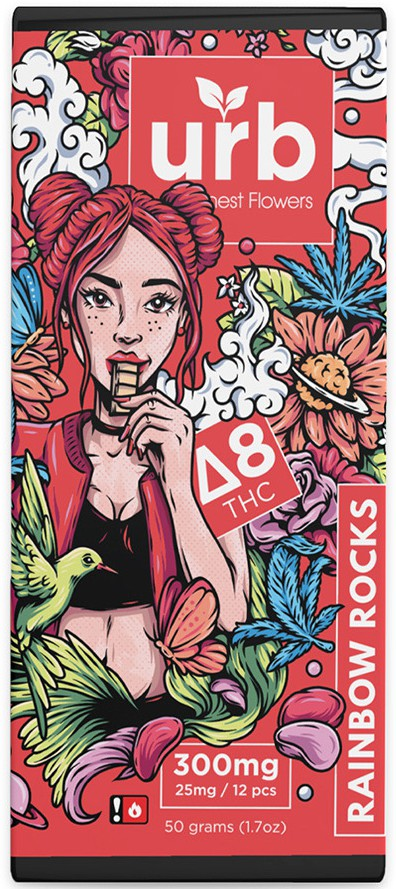 urb
Flowers
Δ8
THC
RAINBOW ROCKS
300mg
25mg / 12 pcs
!
50 grams (1.7oz)